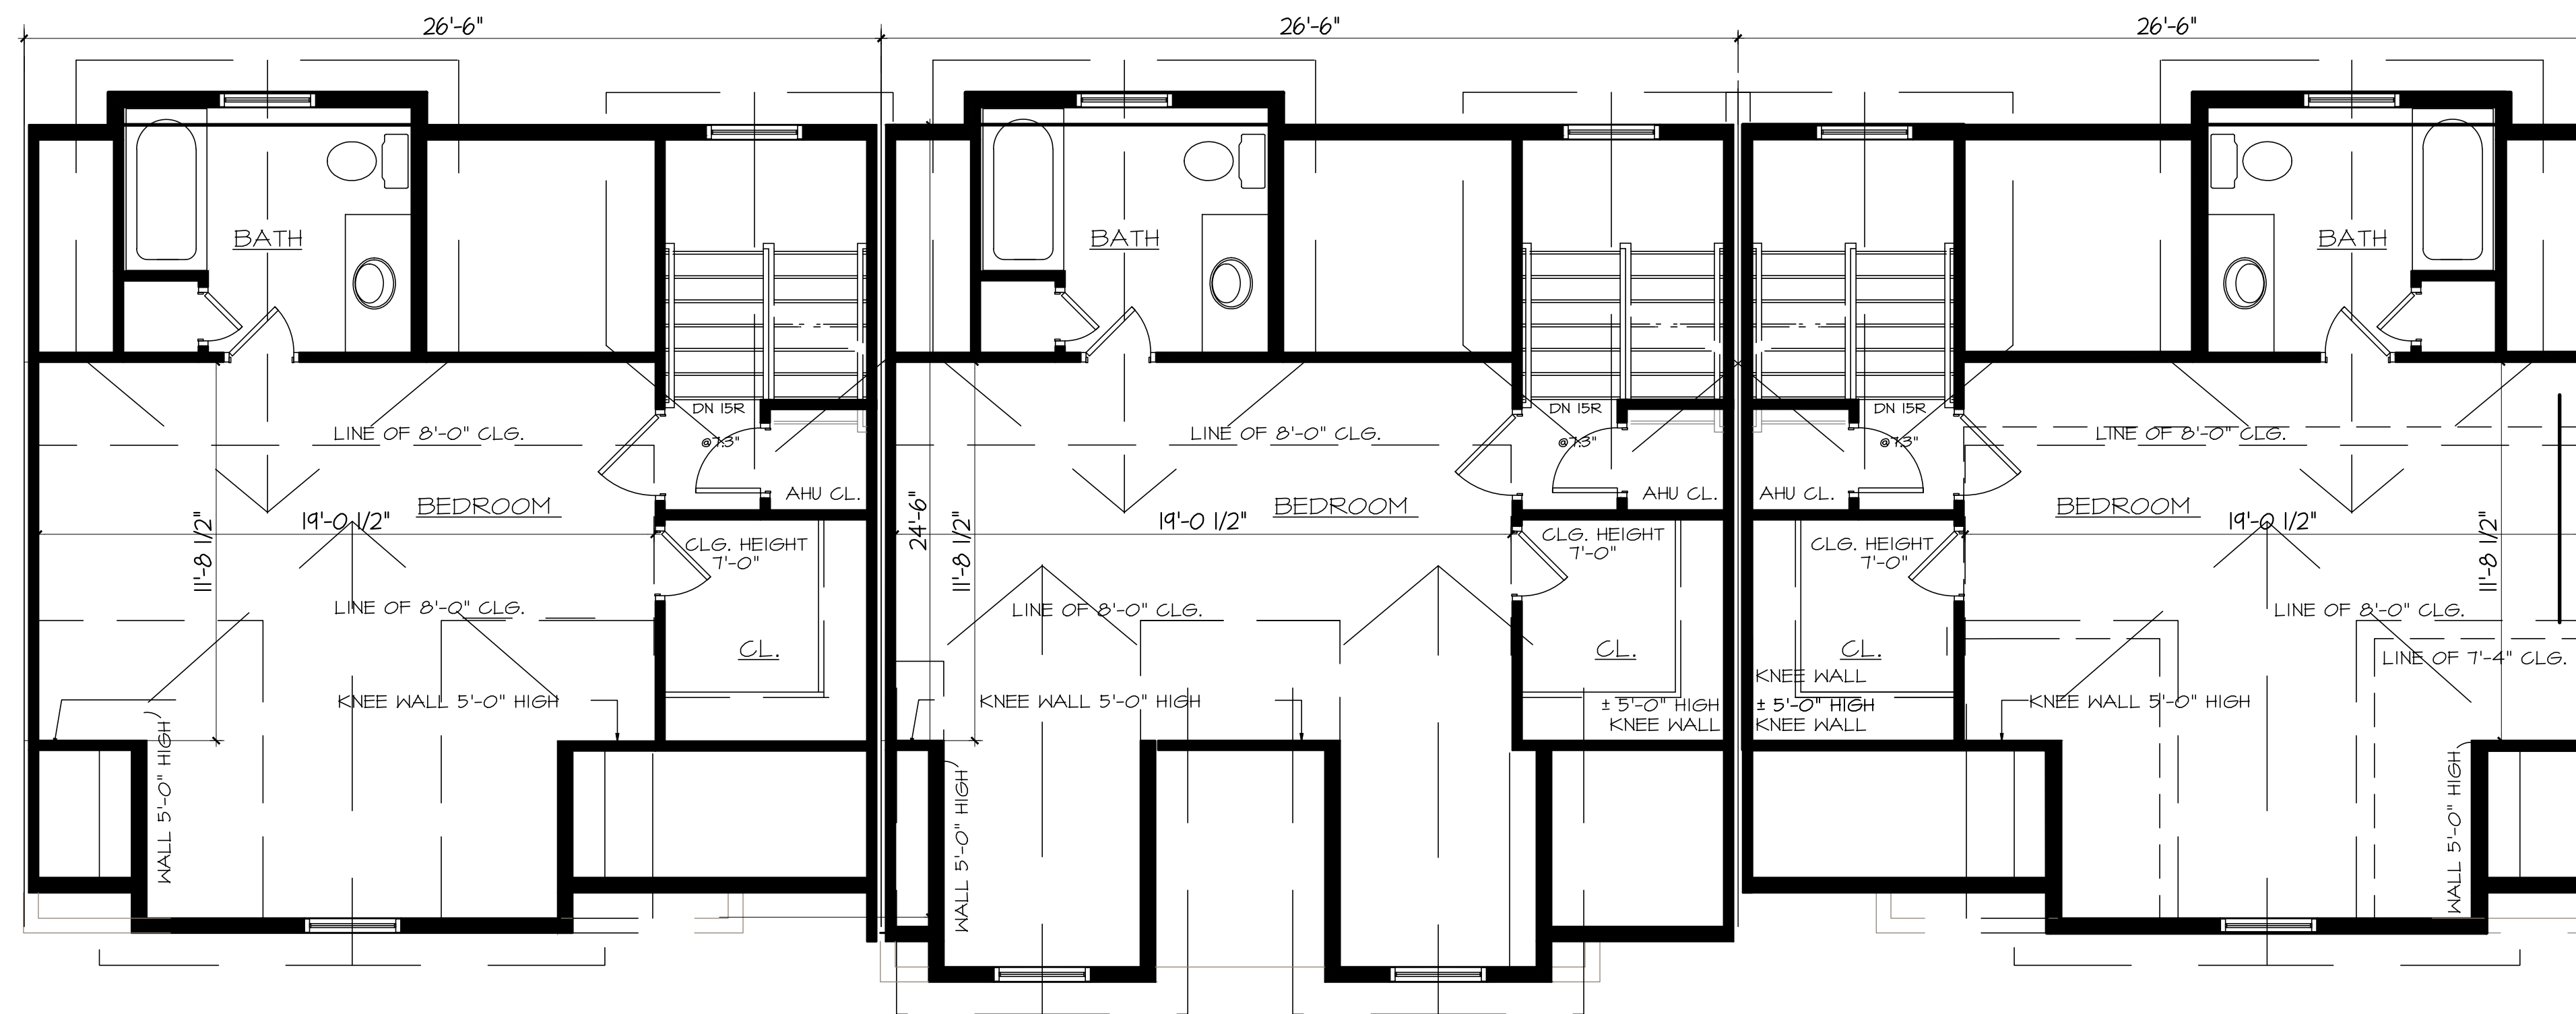 26'-6"
26'-6"
26'-6"
BATH
BATH
BATH
DN 15R
@7.3"
DN 15R
@7.3"
DN 15R
@7.3"
LINE OF 8'-0" CLG.
LINE OF 8'-0" CLG.
LINE OF 8'-0" CLG.
AHU CL.
AHU CL.
AHU CL.
BEDROOM
BEDROOM
BEDROOM
19'-0 1/2"
19'-0 1/2"
19'-0 1/2"
11'-8 1/2"
24'-6"
11'-8 1/2"
11'-8 1/2"
CLG. HEIGHT
7'-0"
CLG. HEIGHT
7'-0"
CLG. HEIGHT
7'-0"
LINE OF 8'-0" CLG.
LINE OF 8'-0" CLG.
LINE OF 8'-0" CLG.
CL.
CL.
CL.
LINE OF 7'-4" CLG.
KNEE WALL
KNEE WALL 5'-0" HIGH
KNEE WALL 5'-0" HIGH
± 5'-0" HIGH
KNEE WALL
± 5'-0" HIGH
KNEE WALL
KNEE WALL 5'-0" HIGH
WALL 5'-0" HIGH
WALL 5'-0" HIGH
WALL 5'-0" HIGH